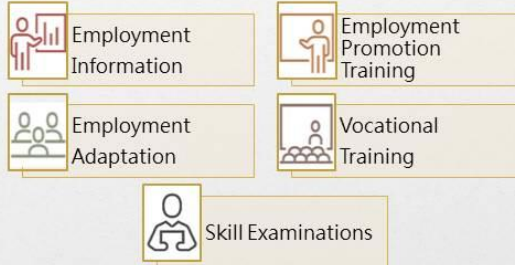 Employment
Information
Employment
Promotion
Training
Employment
Adaptation
Vocational
Training
Skill Examinations